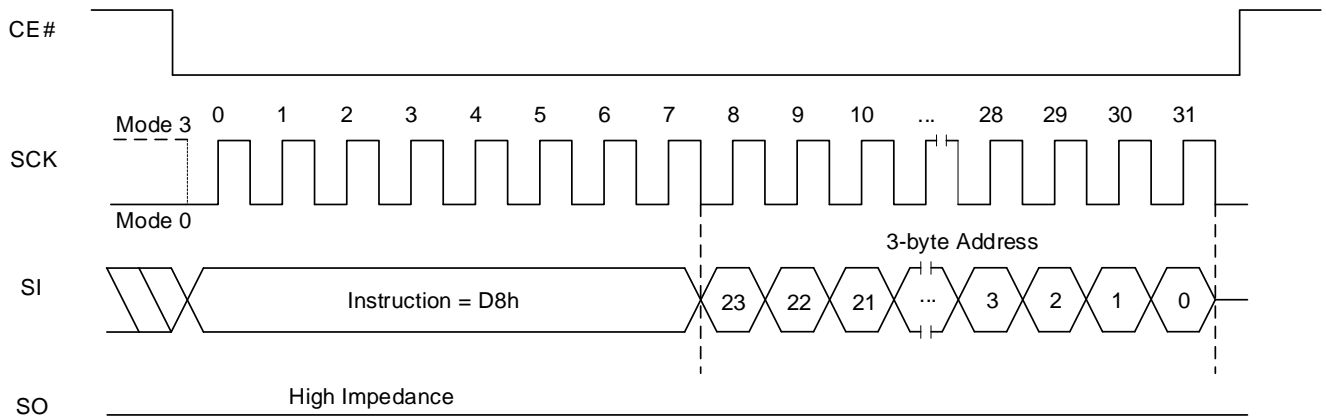 CE#
0 1 2 3 4 5 6 7 8 9 10 ... 28 29 30 31
Mode 3
SCK
Mode 0
3-byte Address
SI
Instruction = D8h 23 22 21 ... 3 2 1 0
High Impedance
SO